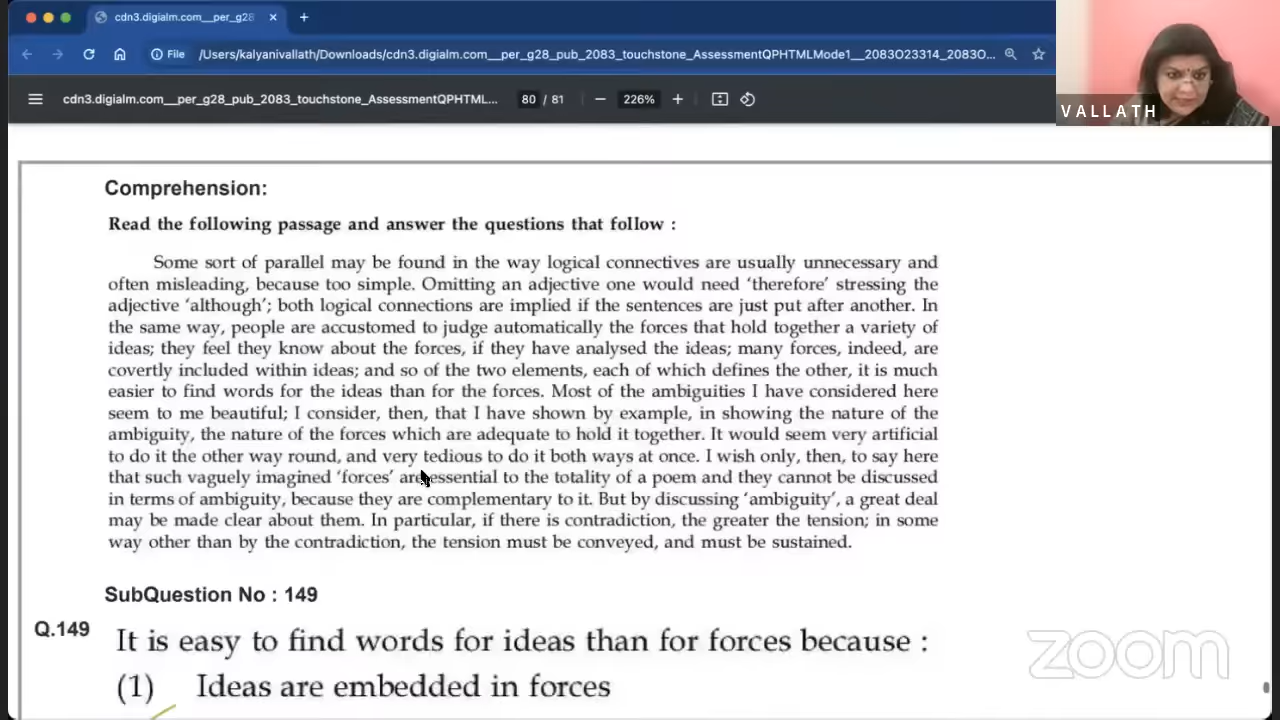 cdn3.digialm.com__per_g28
File
/Users/kalyanivallath/Downloads/cdn3.digialm.com__per_g28_pub_2083_touchstone_AssessmentQPHTMLMode1__2083O23314_2083O...
cdn3.digialm.com__per_g28_pub_2083_touchstone_AssessmentQPHTML...
80 / 81
226%
VALLATH
Comprehension:
Read the following passage and answer the questions that follow :
Some sort of parallel may be found in the way logical connectives are usually unnecessary and
often misleading, because too simple. Omitting an adjective one would need ‘therefore’ stressing the
adjective ‘although’; both logical connections are implied if the sentences are just put after another. In
the same way, people are accustomed to judge automatically the forces that hold together a variety of
ideas; they feel they know about the forces, if they have analysed the ideas; many forces, indeed, are
covertly included within ideas; and so of the two elements, each of which defines the other, it is much
easier to find words for the ideas than for the forces. Most of the ambiguities I have considered here
seem to me beautiful; I consider, then, that I have shown by example, in showing the nature of the
ambiguity, the nature of the forces which are adequate to hold it together. It would seem very artificial
to do it the other way round, and very tedious to do it both ways at once. I wish only, then, to say here
that such vaguely imagined ‘forces’ are essential to the totality of a poem and they cannot be discussed
in terms of ambiguity, because they are complementary to it. But by discussing ‘ambiguity’, a great deal
may be made clear about them. In particular, if there is contradiction, the greater the tension; in some
way other than by the contradiction, the tension must be conveyed, and must be sustained.
SubQuestion No : 149
Q.149 It is easy to find words for ideas than for forces because :
(1) Ideas are embedded in forces
zoom